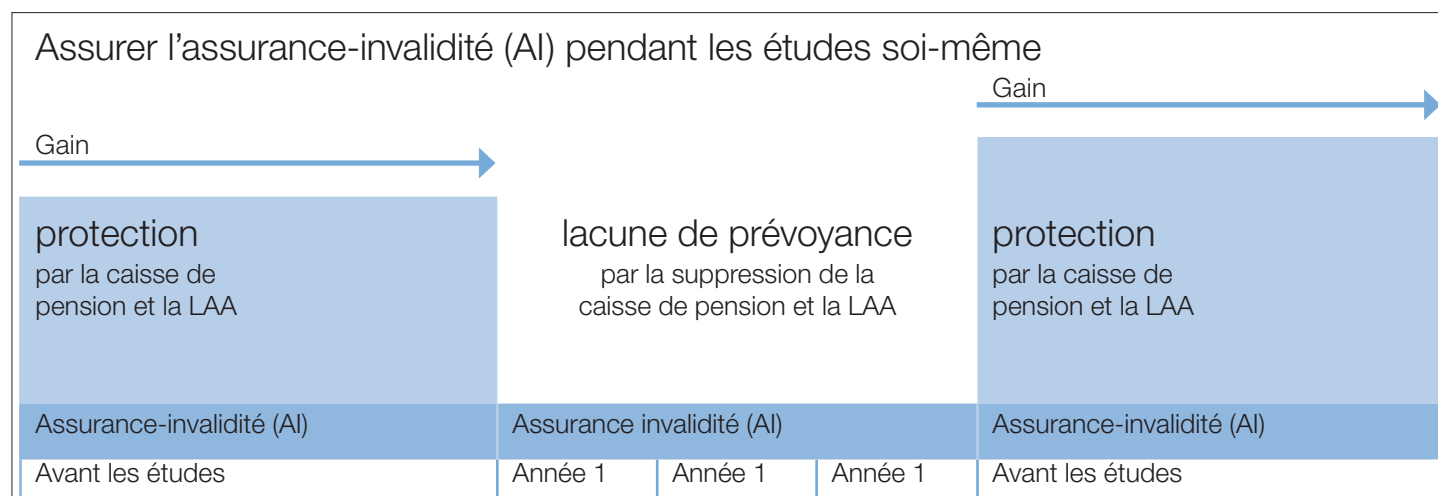 Assurer l'assurance-invalidité (AI) pendant les études soi-même
Gain
Gain
protection
par la caisse de
pension et la LAA
lacune de prévoyance
par la suppression de la
caisse de pension et la LAA
protection
par la caisse de
pension et la LAA
Assurance-invalidité (AI)
Assurance invalidité (AI)
Assurance-invalidité (AI)
Avant les études
Année 1
Année 1
Année 1
Avant les études